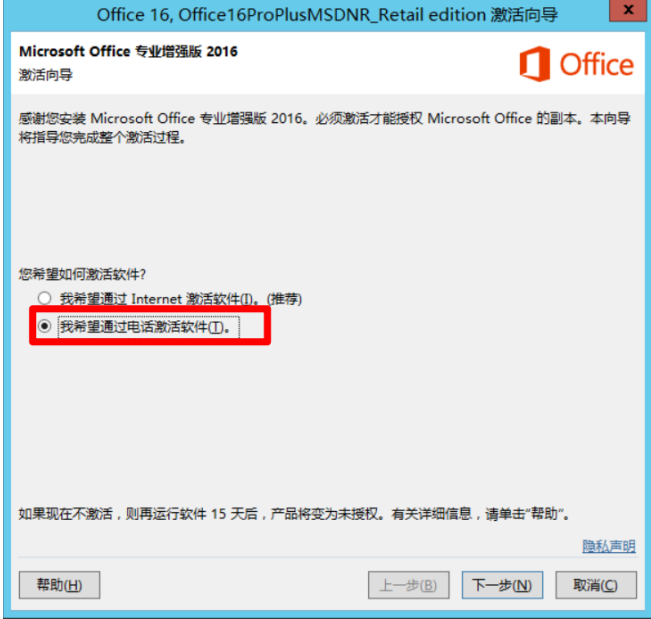 Office 16, Office16ProPlusMSDNR_Retail edition 激活向导
x
Microsoft Office 专业增强版 2016
激活向导
Office
感谢您安装 Microsoft Office 专业增强版 2016。必须激活才能授权 Microsoft Office 的副本。本向导
将指导您完成整个激活过程。
您希望如何激活软件?
我希望通过 Internet 激活软件(I)。(推荐)
我希望通过电话激活软件(T)。
如果现在不激活，则再运行软件 15 天后，产品将变为未授权。有关详细信息，请单击“帮助”。
隐私声明
帮助(H)
上一步(B)
下一步(N)
取消(C)